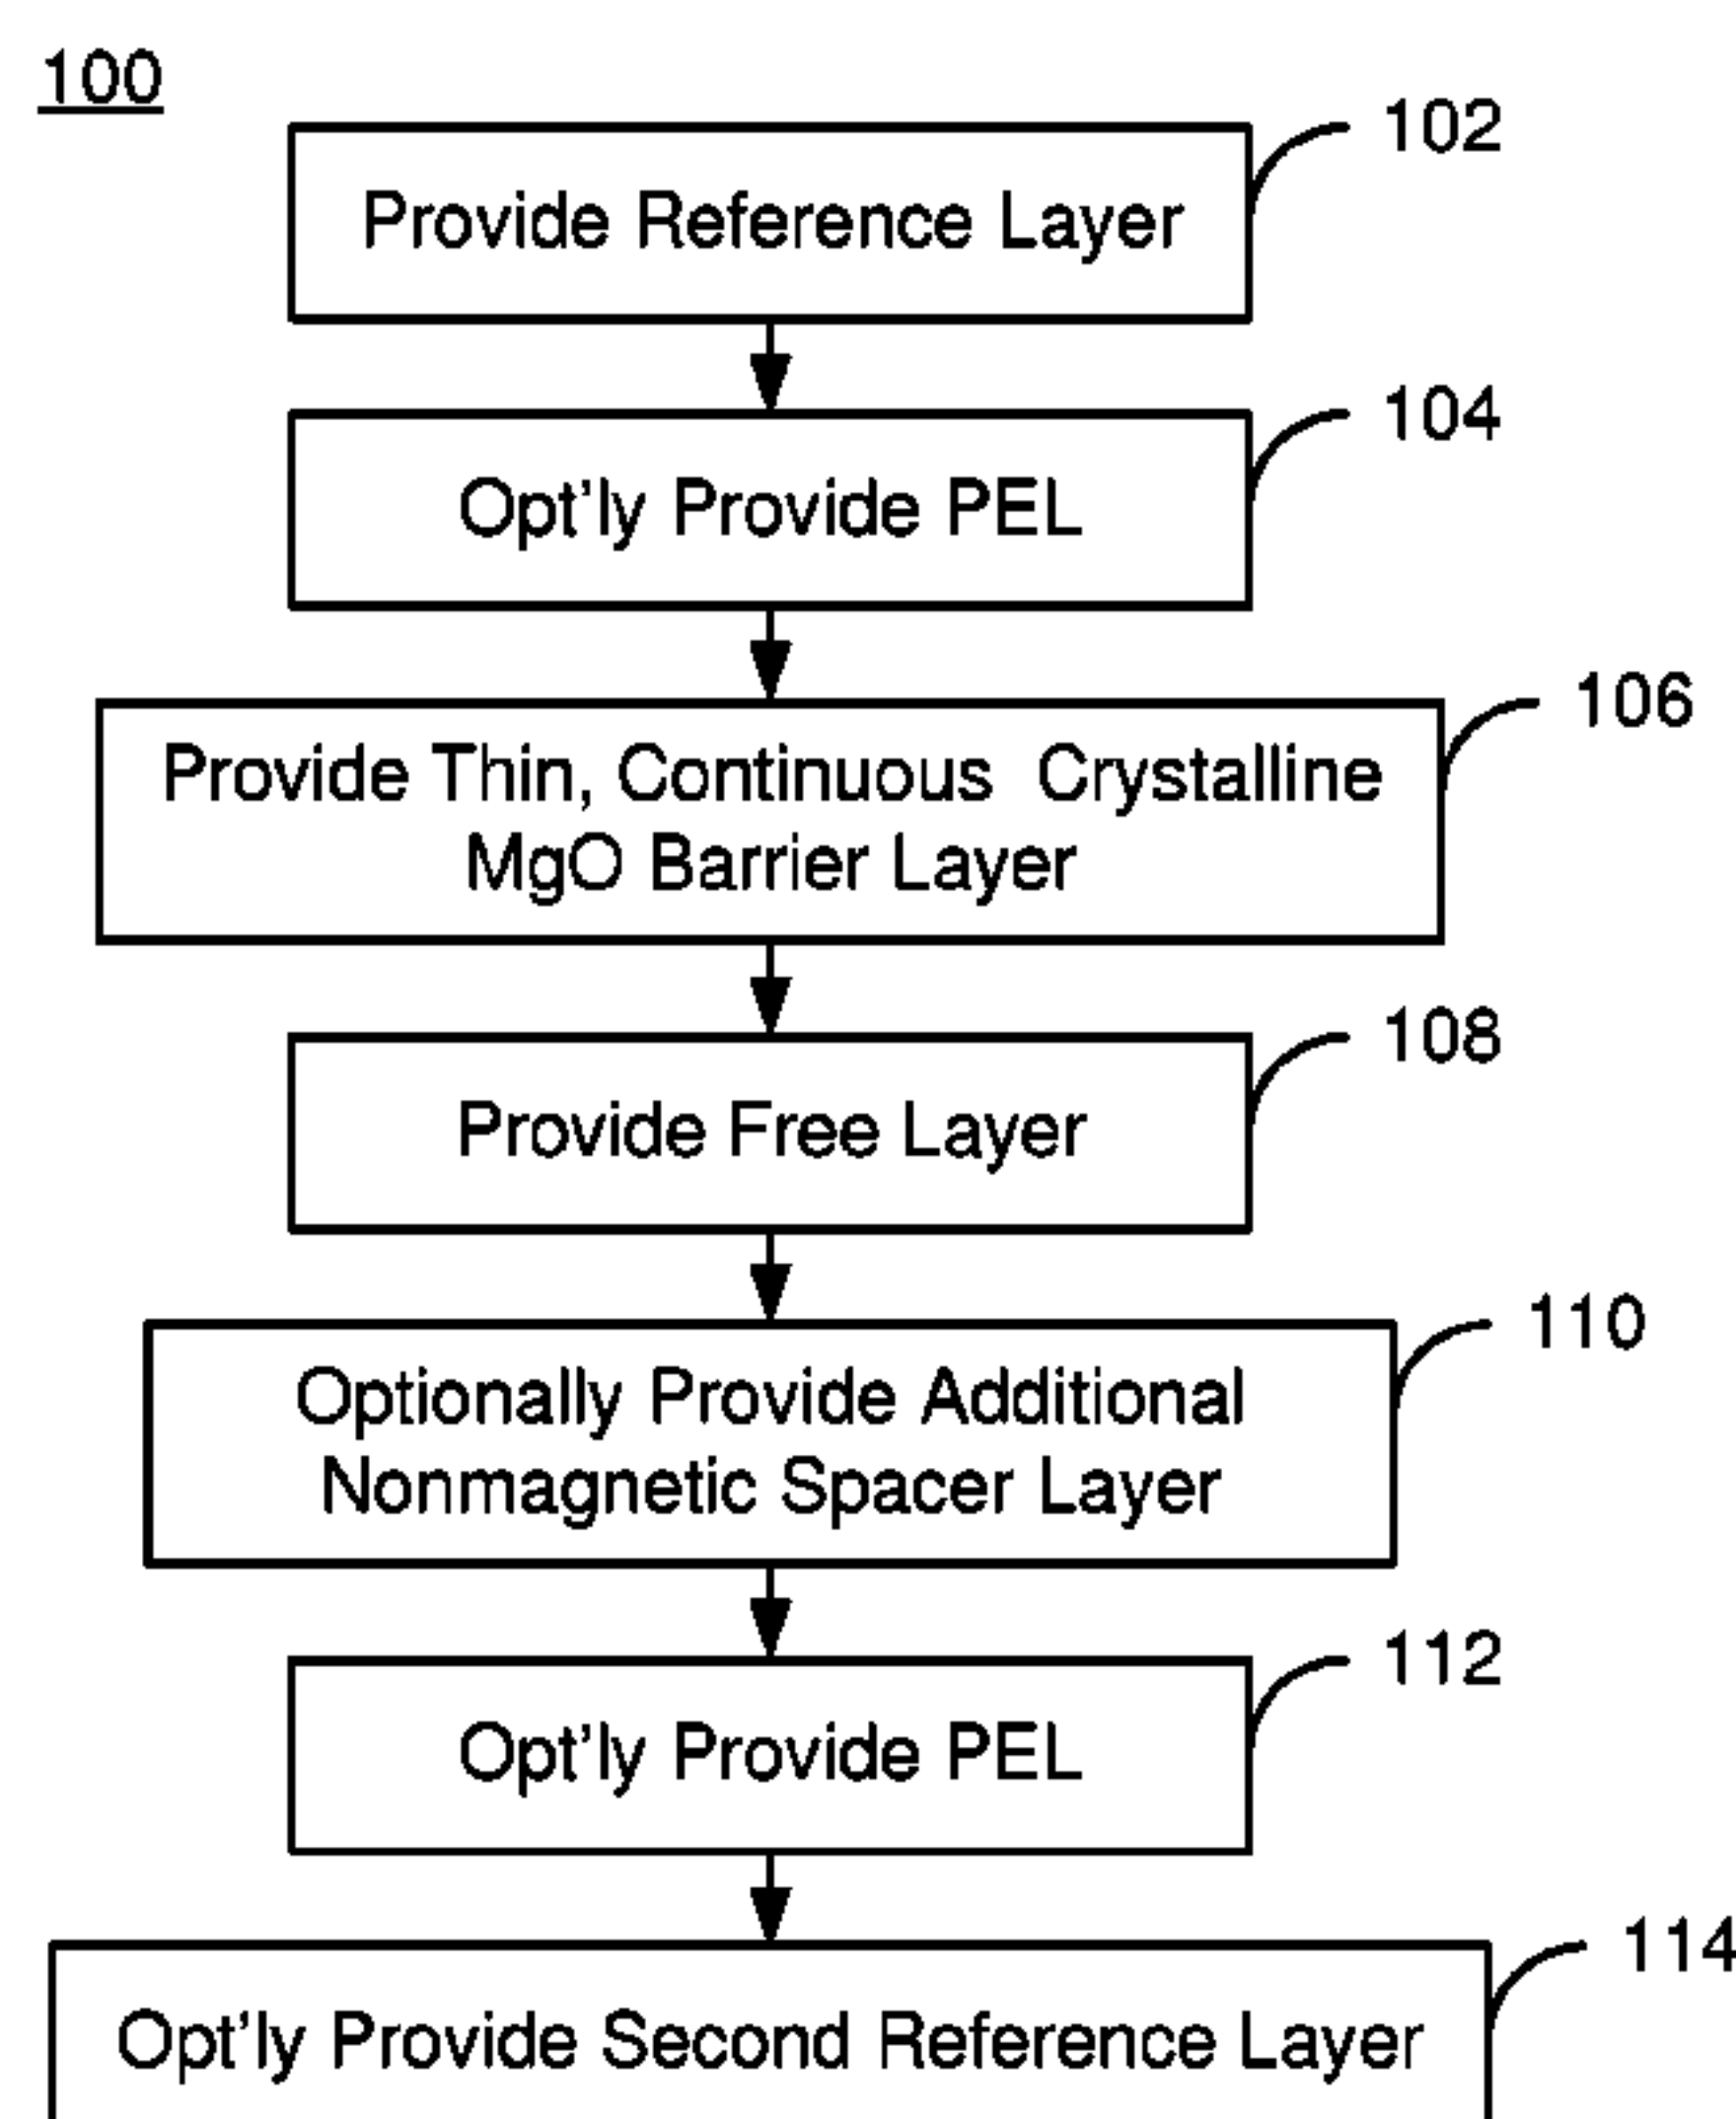 100
102
Provide Reference Layer
104
Opt'ly Provide PEL
106
Provide Thin, Continuous Crystalline
MgO Barrier Layer
108
Provide Free Layer
110
Optionally Provide Additional
Nonmagnetic Spacer Layer
112
Opt'ly Provide PEL
114
Opt'ly Provide Second Reference Layer